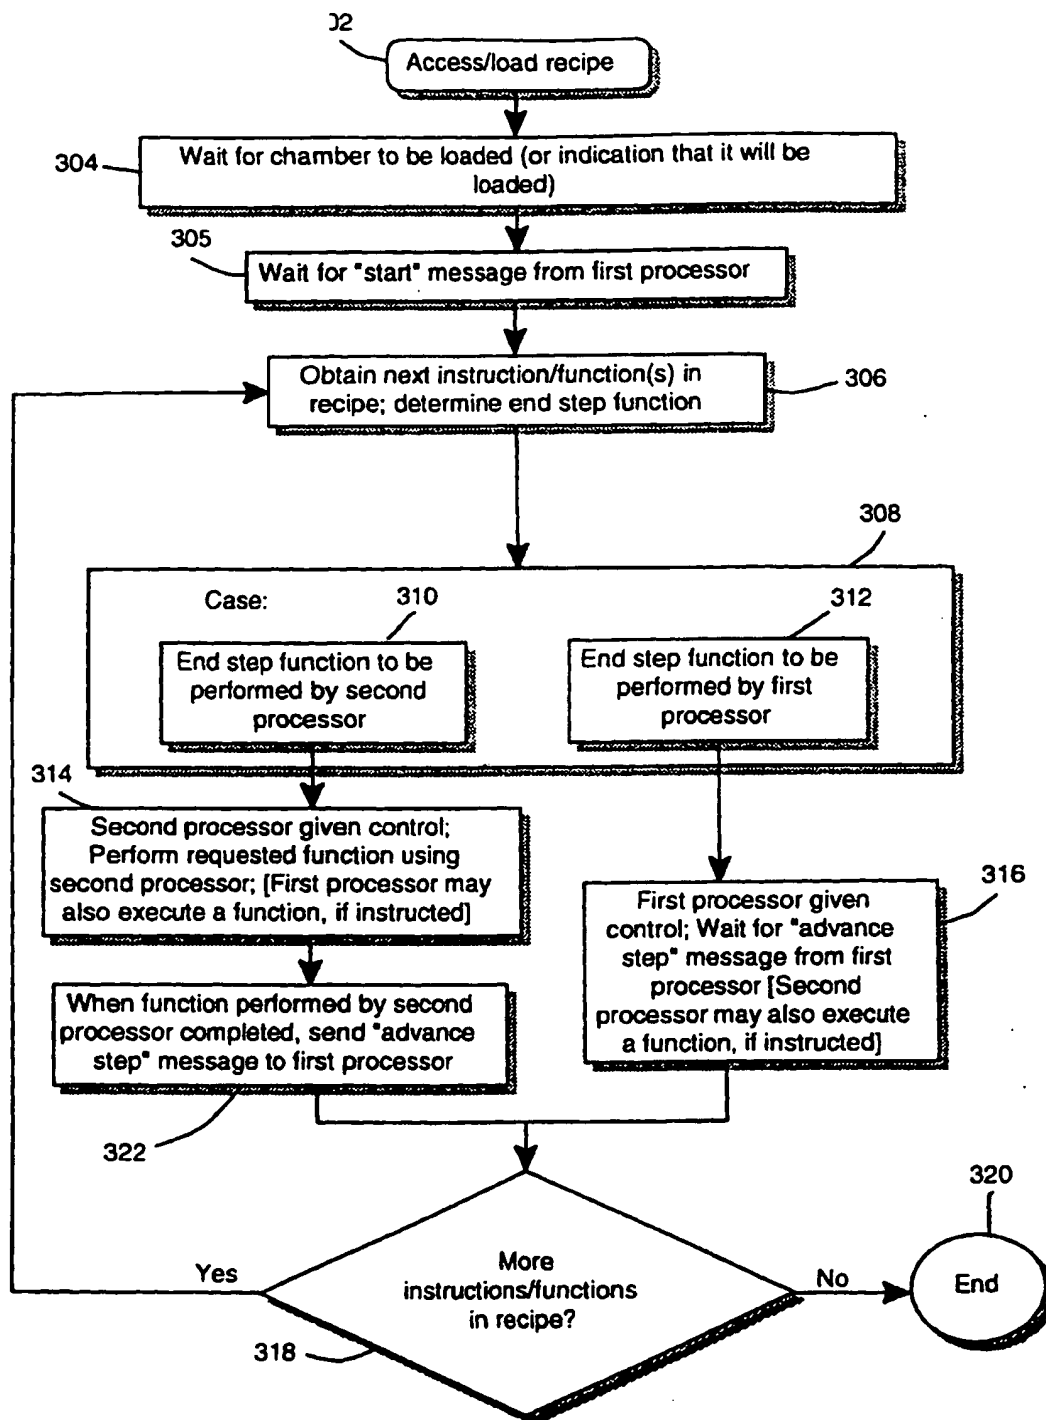 02
Access/load recipe
304
Wait for chamber to be loaded (or indication that it will be
loaded)
305
Wait for "start" message from first processor
Obtain next instruction/function(s) in
recipe; determine end step function
306
308
Case:
310
312
End step function to be
performed by second
processor
End step function to be
performed by first
processor
314
Second processor given control;
Perform requested function using
second processor; [First processor may
also execute a function, if instructed]
316
First processor given
control; Wait for "advance
step" message from first
processor [Second
processor may also execute
a function, if instructed]
When function performed by second
processor completed, send "advance
step" message to first processor
322
320
Yes
More
instructions/functions
in recipe?
No
End
318